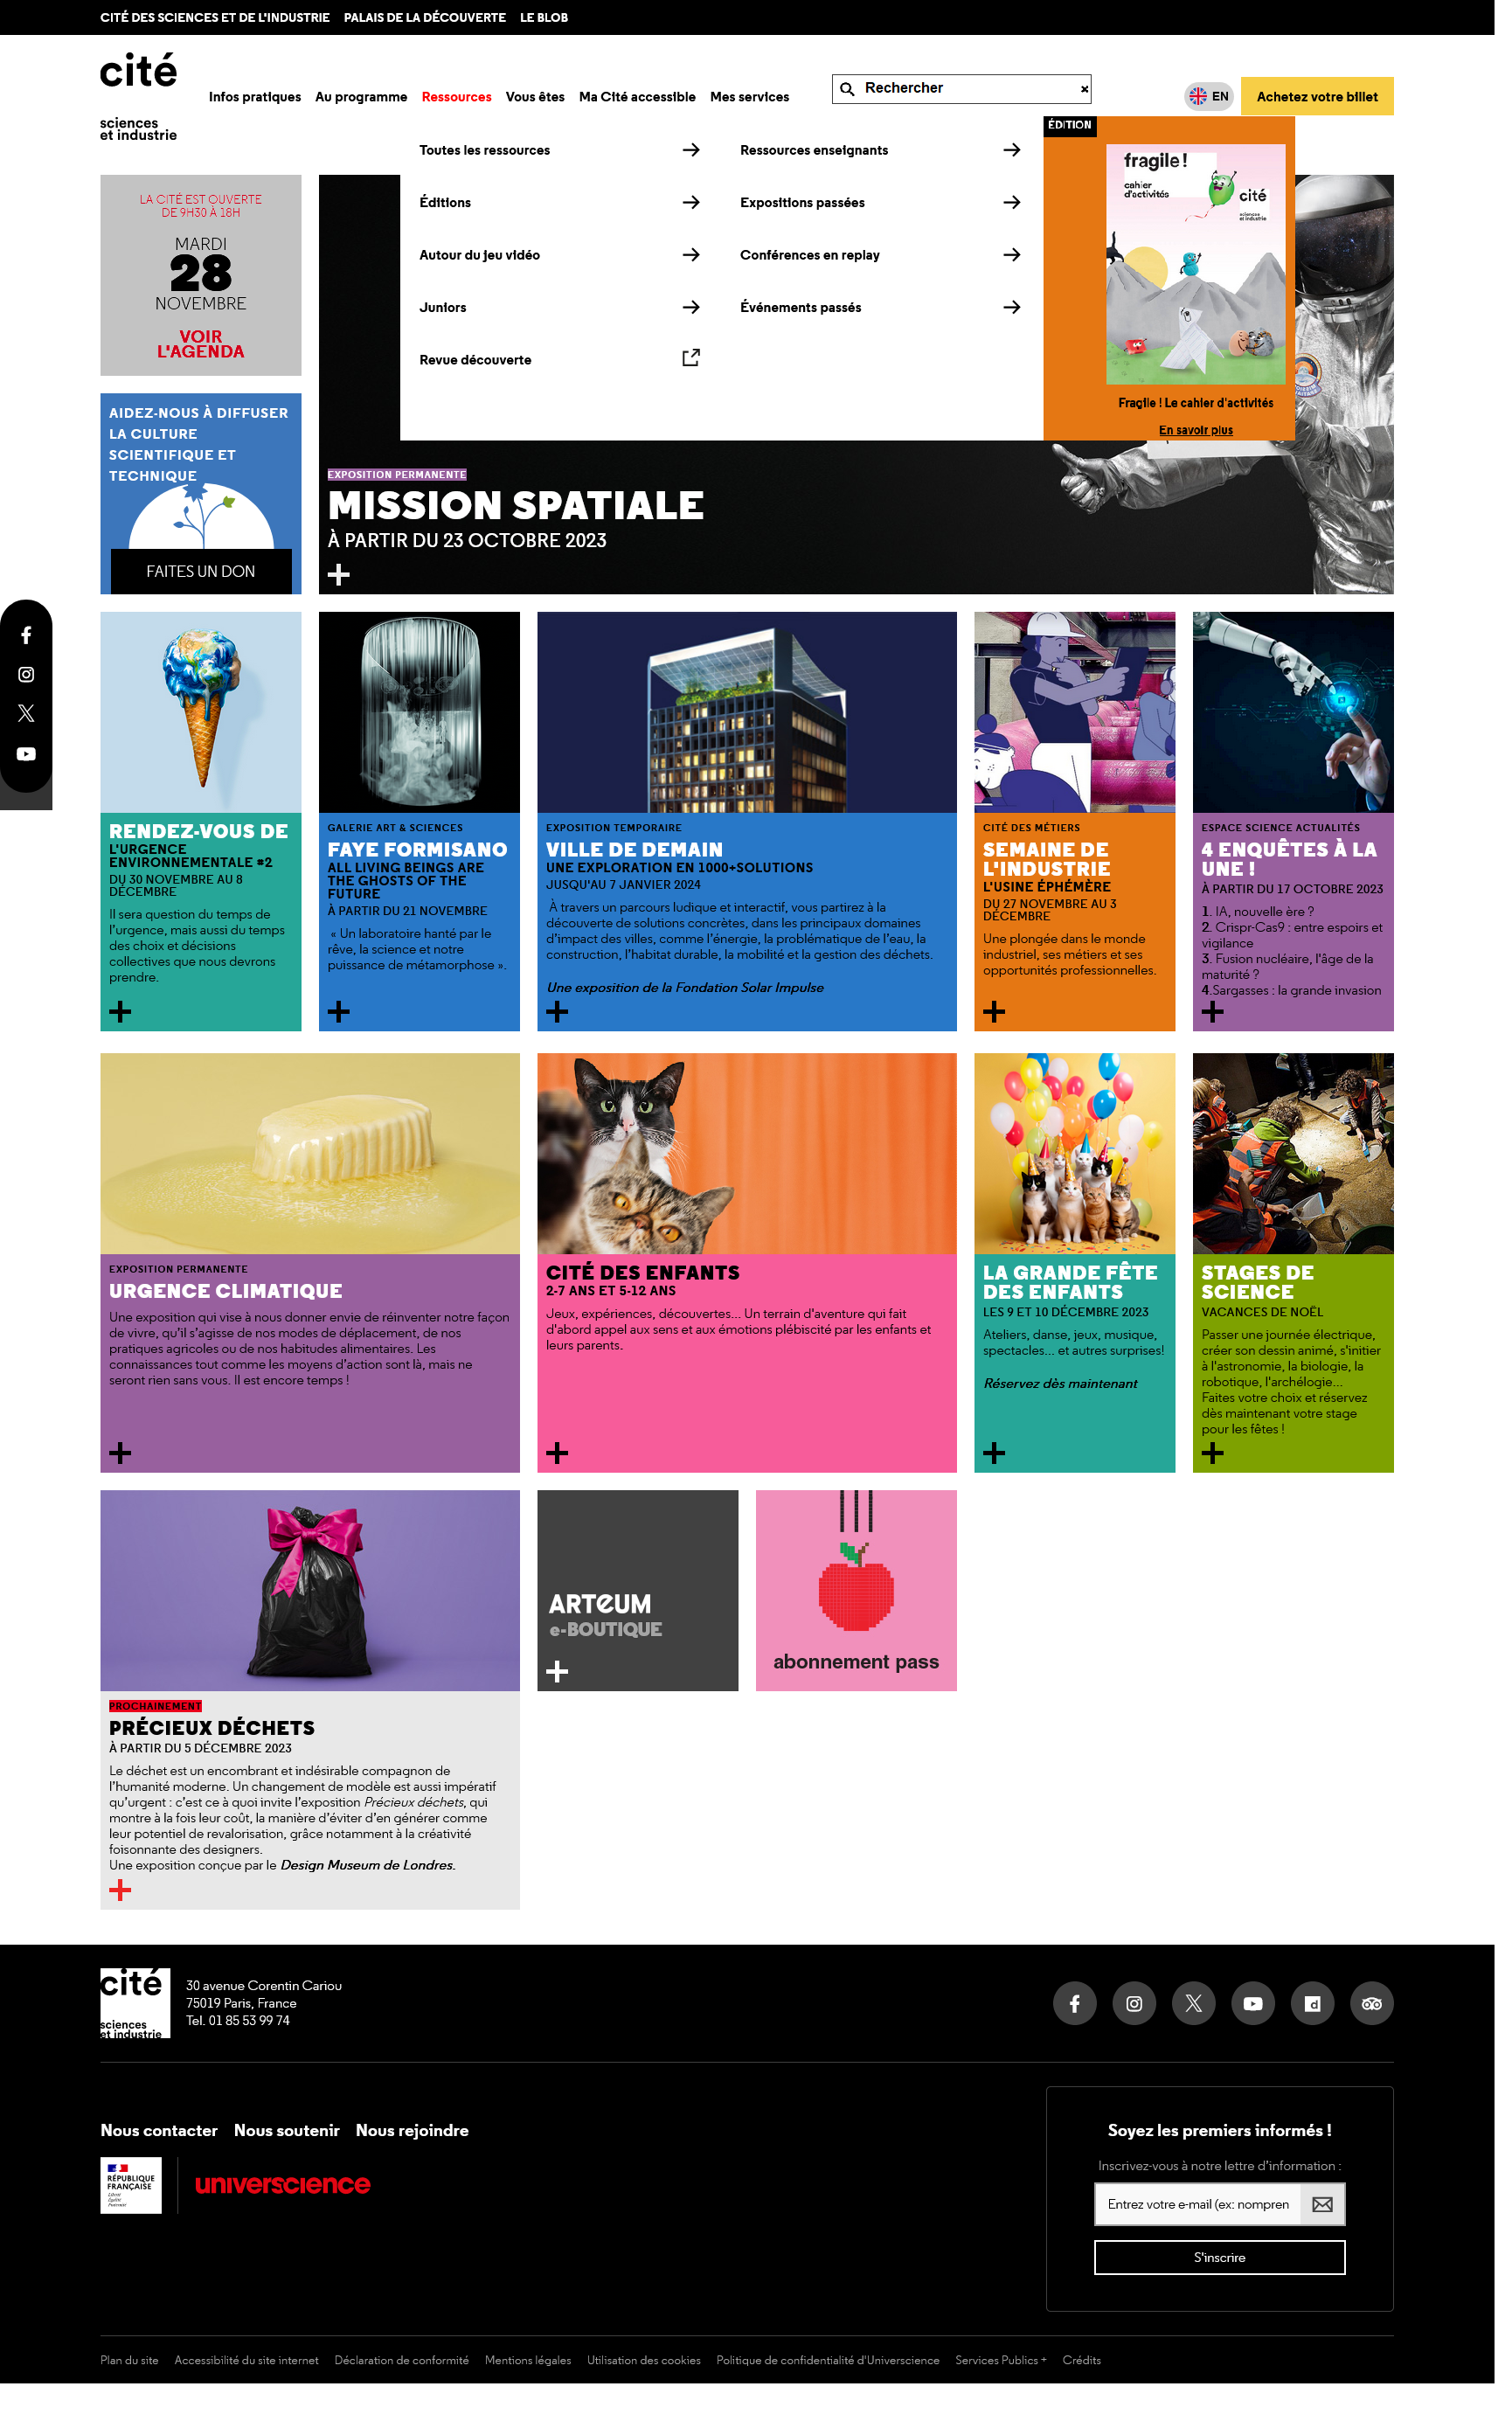 CITÉ DES SCIENCES ET DE L'INDUSTRIE PALAIS DE LA DÉCOUVERTE LE BLOB
cité
sciences
et industrie
Infos pratiques Au programme Ressources Vous êtes Ma Cité accessible Mes services
Rechercher
EN
Achetez votre billet
Toutes les ressources
Ressources enseignants
Éditions
Expositions passées
Autour du jeu vidéo
Conférences en replay
Juniors
Événements passés
Revue découverte
ÉDITION
fragile !
cahier
d'activités
cité
sciences
et industrie
Fragile ! Le cahier d'activités
En savoir plus
LA CITÉ EST OUVERTE
DE 9H30 À 18H
MARDI
28
NOVEMBRE
VOIR
L'AGENDA
AIDEZ-NOUS À DIFFUSER
LA CULTURE
SCIENTIFIQUE ET
TECHNIQUE
FAITES UN DON
EXPOSITION PERMANENTE
MISSION SPATIALE
À PARTIR DU 23 OCTOBRE 2023
RENDEZ-VOUS DE
L'URGENCE
ENVIRONNEMENTALE #2
DU 30 NOVEMBRE AU 8
DÉCEMBRE
Il sera question du temps de
l'urgence, mais aussi du temps
des choix et décisions
collectives que nous devrons
prendre.
GALERIE ART & SCIENCES
FAYE FORMISANO
ALL LIVING BEINGS ARE
THE GHOSTS OF THE
FUTURE
À PARTIR DU 21 NOVEMBRE
« Un laboratoire hanté par le
rêve, la science et notre
puissance de métamorphose ».
EXPOSITION TEMPORAIRE
VILLE DE DEMAIN
UNE EXPLORATION EN 1000+SOLUTIONS
JUSQU'AU 7 JANVIER 2024
À travers un parcours ludique et interactif, vous partirez à la
découverte de solutions concrètes, dans les principaux domaines
d'impact des villes, comme l'énergie, la problématique de l'eau, la
construction, l'habitat durable, la mobilité et la gestion des déchets.
Une exposition de la Fondation Solar Impulse
CITÉ DES MÉTIERS
SEMAINE DE
L'INDUSTRIE
L'USINE ÉPHÉMÈRE
DU 27 NOVEMBRE AU 3
DÉCEMBRE
Une plongée dans le monde
industriel, ses métiers et ses
opportunités professionnelles.
ESPACE SCIENCE ACTUALITÉS
4 ENQUÊTES À LA
UNE !
À PARTIR DU 17 OCTOBRE 2023
1. IA, nouvelle ère ?
2. Crispr-Cas9 : entre espoirs et
vigilance
3. Fusion nucléaire, l'âge de la
maturité ?
4.Sargasses : la grande invasion
EXPOSITION PERMANENTE
URGENCE CLIMATIQUE
Une exposition qui vise à nous donner envie de réinventer notre façon
de vivre, qu'il s'agisse de nos modes de déplacement, de nos
pratiques agricoles ou de nos habitudes alimentaires. Les
connaissances tout comme les moyens d'action sont là, mais ne
seront rien sans vous. Il est encore temps !
CITÉ DES ENFANTS
2-7 ANS ET 5-12 ANS
Jeux, expériences, découvertes... Un terrain d'aventure qui fait
d'abord appel aux sens et aux émotions plébiscité par les enfants et
leurs parents.
LA GRANDE FÊTE
DES ENFANTS
LES 9 ET 10 DÉCEMBRE 2023
Ateliers, danse, jeux, musique,
spectacles... et autres surprises!
Réservez dès maintenant
STAGES DE
SCIENCE
VACANCES DE NOËL
Passer une journée électrique,
créer son dessin animé, s'initier
à l'astronomie, la biologie, la
robotique, l'archélogie...
Faites votre choix et réservez
dès maintenant votre stage
pour les fêtes !
PROCHAINEMENT
PRÉCIEUX DÉCHETS
À PARTIR DU 5 DÉCEMBRE 2023
Le déchet est un encombrant et indésirable compagnon de
l'humanité moderne. Un changement de modèle est aussi impératif
qu'urgent : c'est ce à quoi invite l'exposition Précieux déchets, qui
montre à la fois leur coût, la manière d'éviter d'en générer comme
leur potentiel de revalorisation, grâce notamment à la créativité
foisonnante des designers.
Une exposition conçue par le Design Museum de Londres.
ARTEUM
e-BOUTIQUE
abonnement pass
cité
sciences
et industrie
30 avenue Corentin Cariou
75019 Paris, France
Tel. 01 85 53 99 74
Nous contacter Nous soutenir Nous rejoindre
RÉPUBLIQUE
FRANÇAISE
Liberté
Égalité
Fraternité
universcience
Soyez les premiers informés !
Inscrivez-vous à notre lettre d'information :
Entrez votre e-mail (ex: nompren
S'inscrire
Plan du site Accessibilité du site internet Déclaration de conformité Mentions légales Utilisation des cookies Politique de confidentialité d'Universcience Services Publics + Crédits